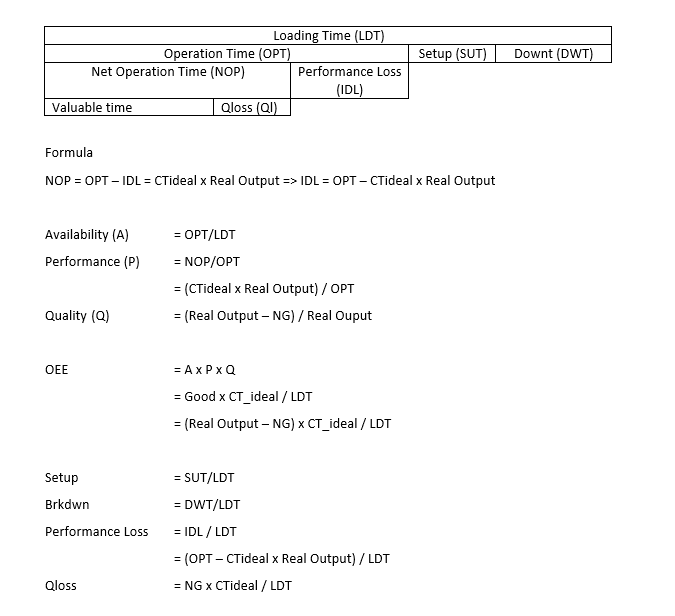 Loading Time (LDT)
Operation Time (OPT) Setup (SUT) Downt (DWT)
Net Operation Time (NOP) Performance Loss
(IDL)
Valuable time Qloss (Ql)
Formula
NOP = OPT – IDL = CTideal x Real Output => IDL = OPT – CTideal x Real Output
Availability (A) = OPT/LDT
Performance (P) = NOP/OPT
= (CTideal x Real Output) / OPT
Quality (Q) = (Real Output – NG) / Real Ouput
OEE = A x P x Q
= Good x CT_ideal / LDT
= (Real Output – NG) x CT_ideal / LDT
Setup = SUT/LDT
Brkdwn = DWT/LDT
Performance Loss = IDL / LDT
= (OPT – CTideal x Real Output) / LDT
Qloss = NG x CTideal / LDT